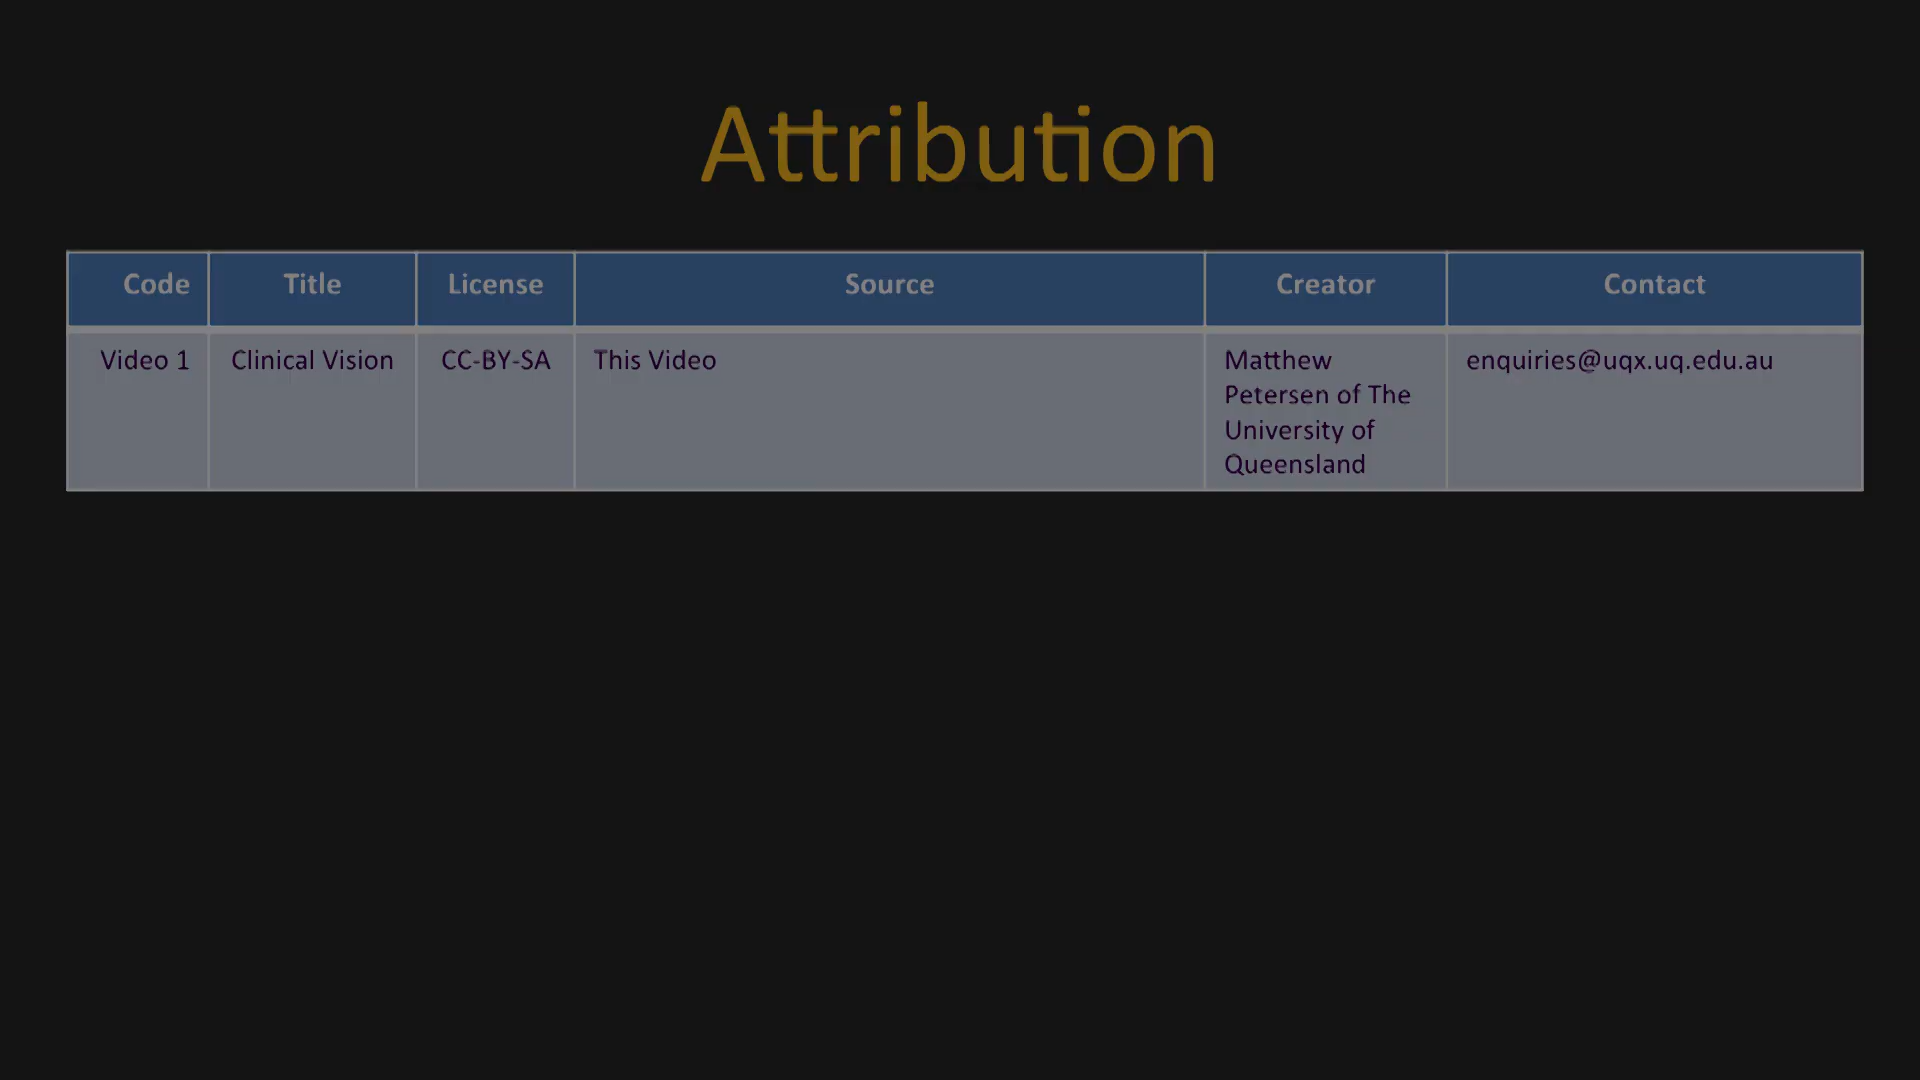 Attribution
Code Title License Source Creator Contact
Video 1 Clinical Vision CC-BY-SA This Video Matthew enquiries@uqx.uq.edu.au
Petersen of The
University of
Queensland